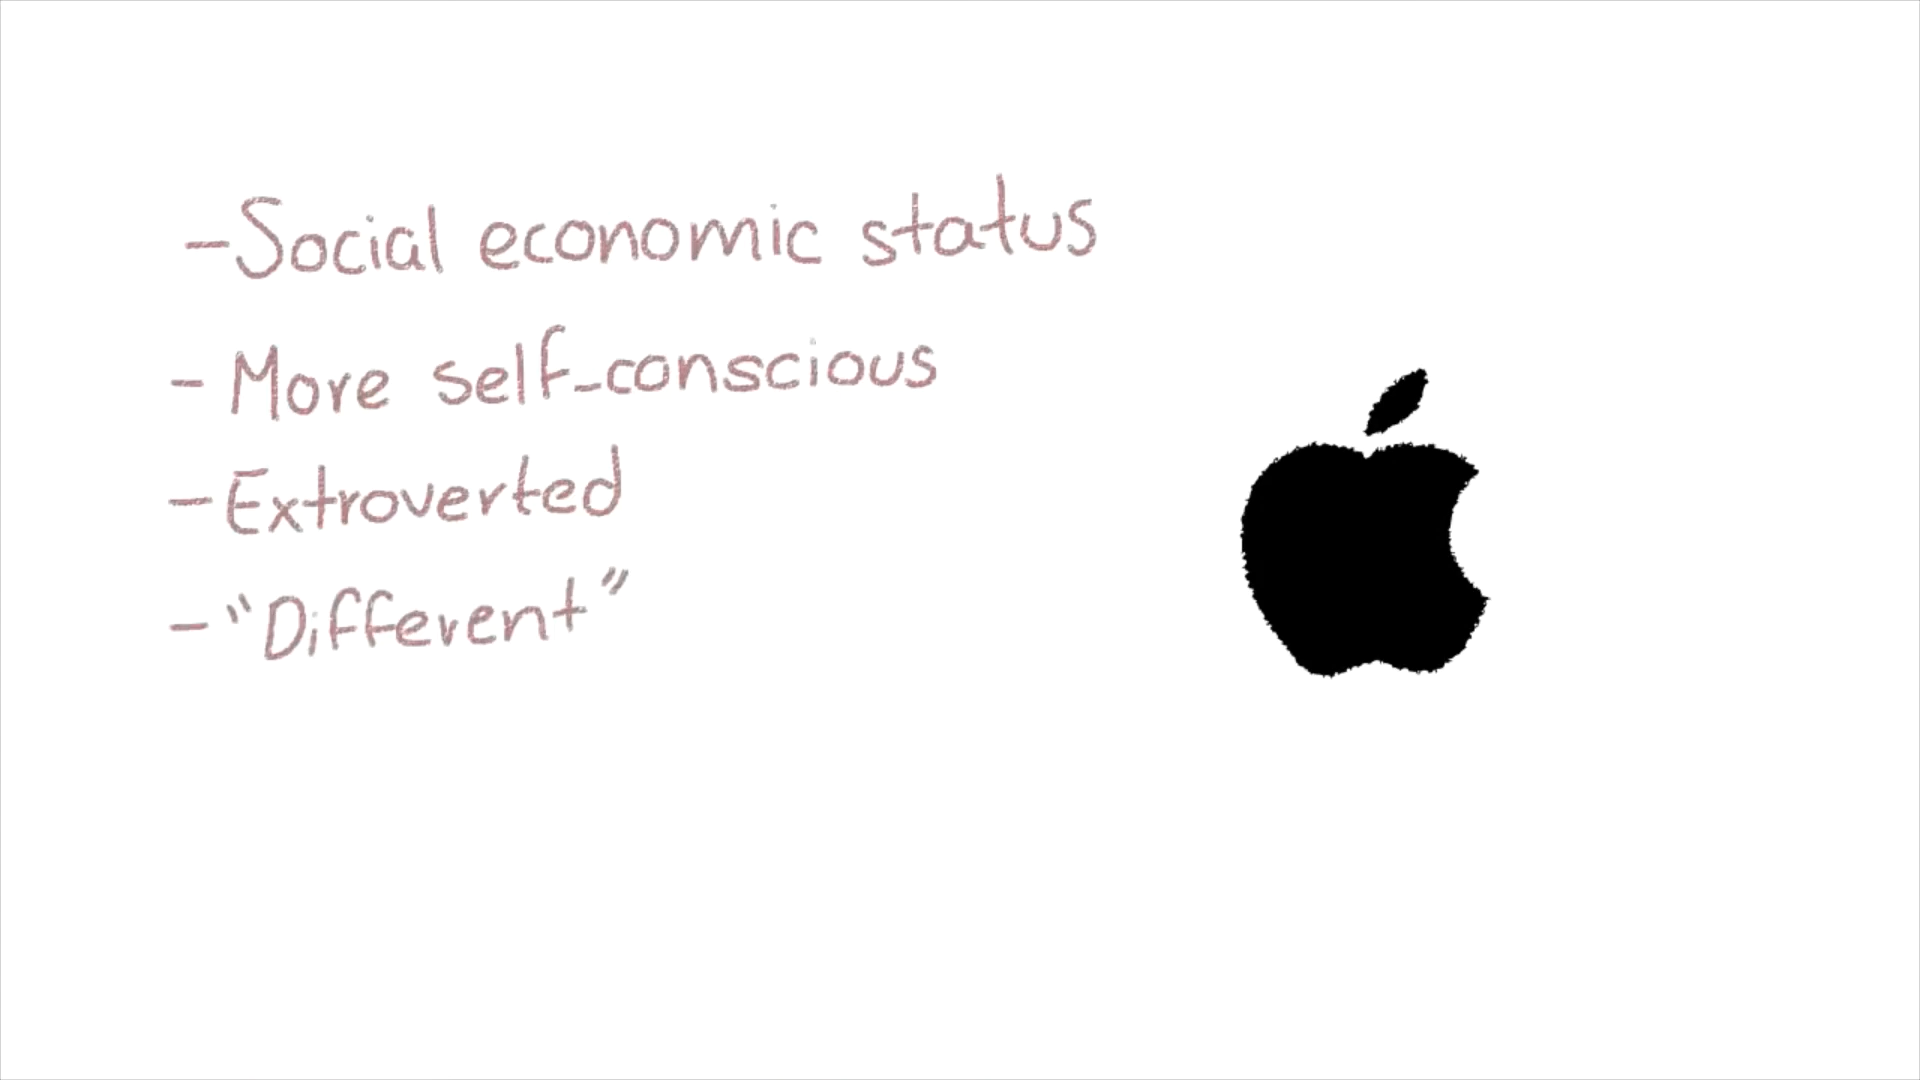 -Social economic status
- More self-conscious
-Extroverted
-"Different"